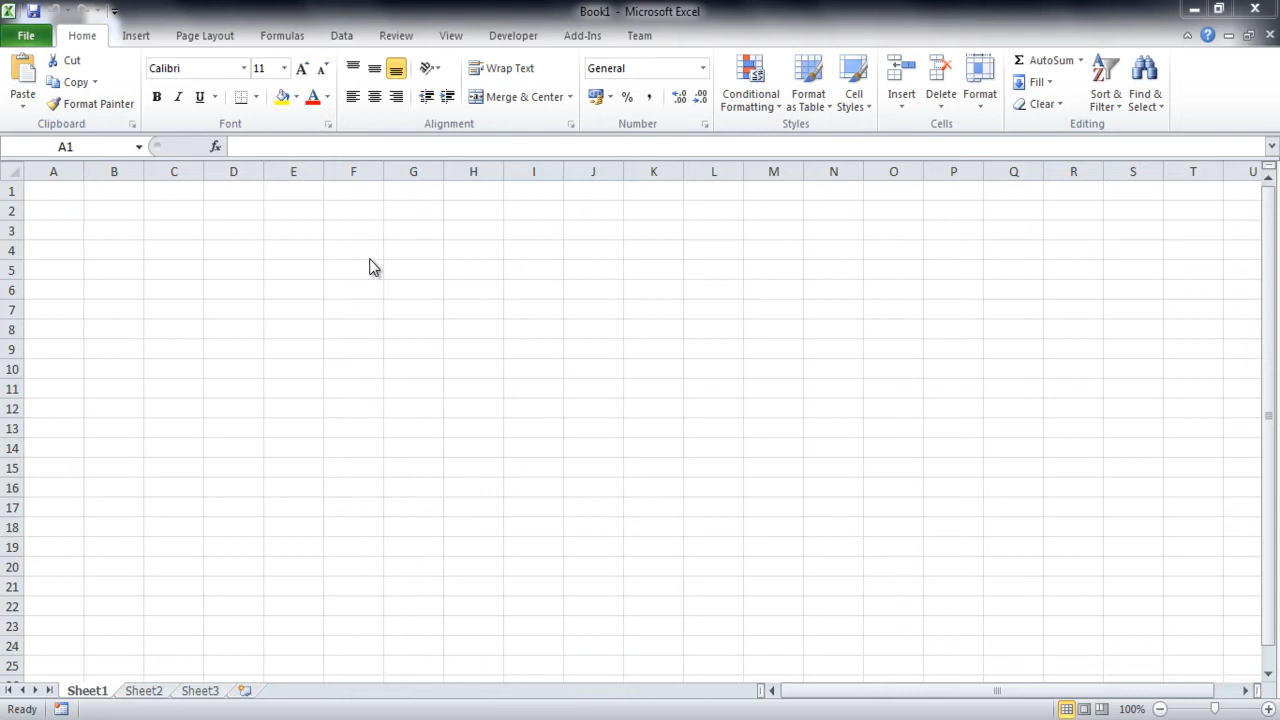 Book1 - Microsoft Excel
File Home Insert Page Layout Formulas Data Review View Developer Add-Ins Team
Paste
Cut
Copy
Format Painter
Clipboard
Calibri 11
B I U
Font
Wrap Text
Merge & Center
Alignment
General
% ,
Number
Conditional Formatting
Format as Table
Cell Styles
Styles
Insert
Delete
Format
Cells
Σ AutoSum
Fill
Clear
Sort & Filter
Find & Select
Editing
A1 fx
A B C D E F G H I J K L M N O P Q R S T U
1
2
3
4
5
6
7
8
9
10
11
12
13
14
15
16
17
18
19
20
21
22
23
24
25
Sheet1 Sheet2 Sheet3
Ready 100%